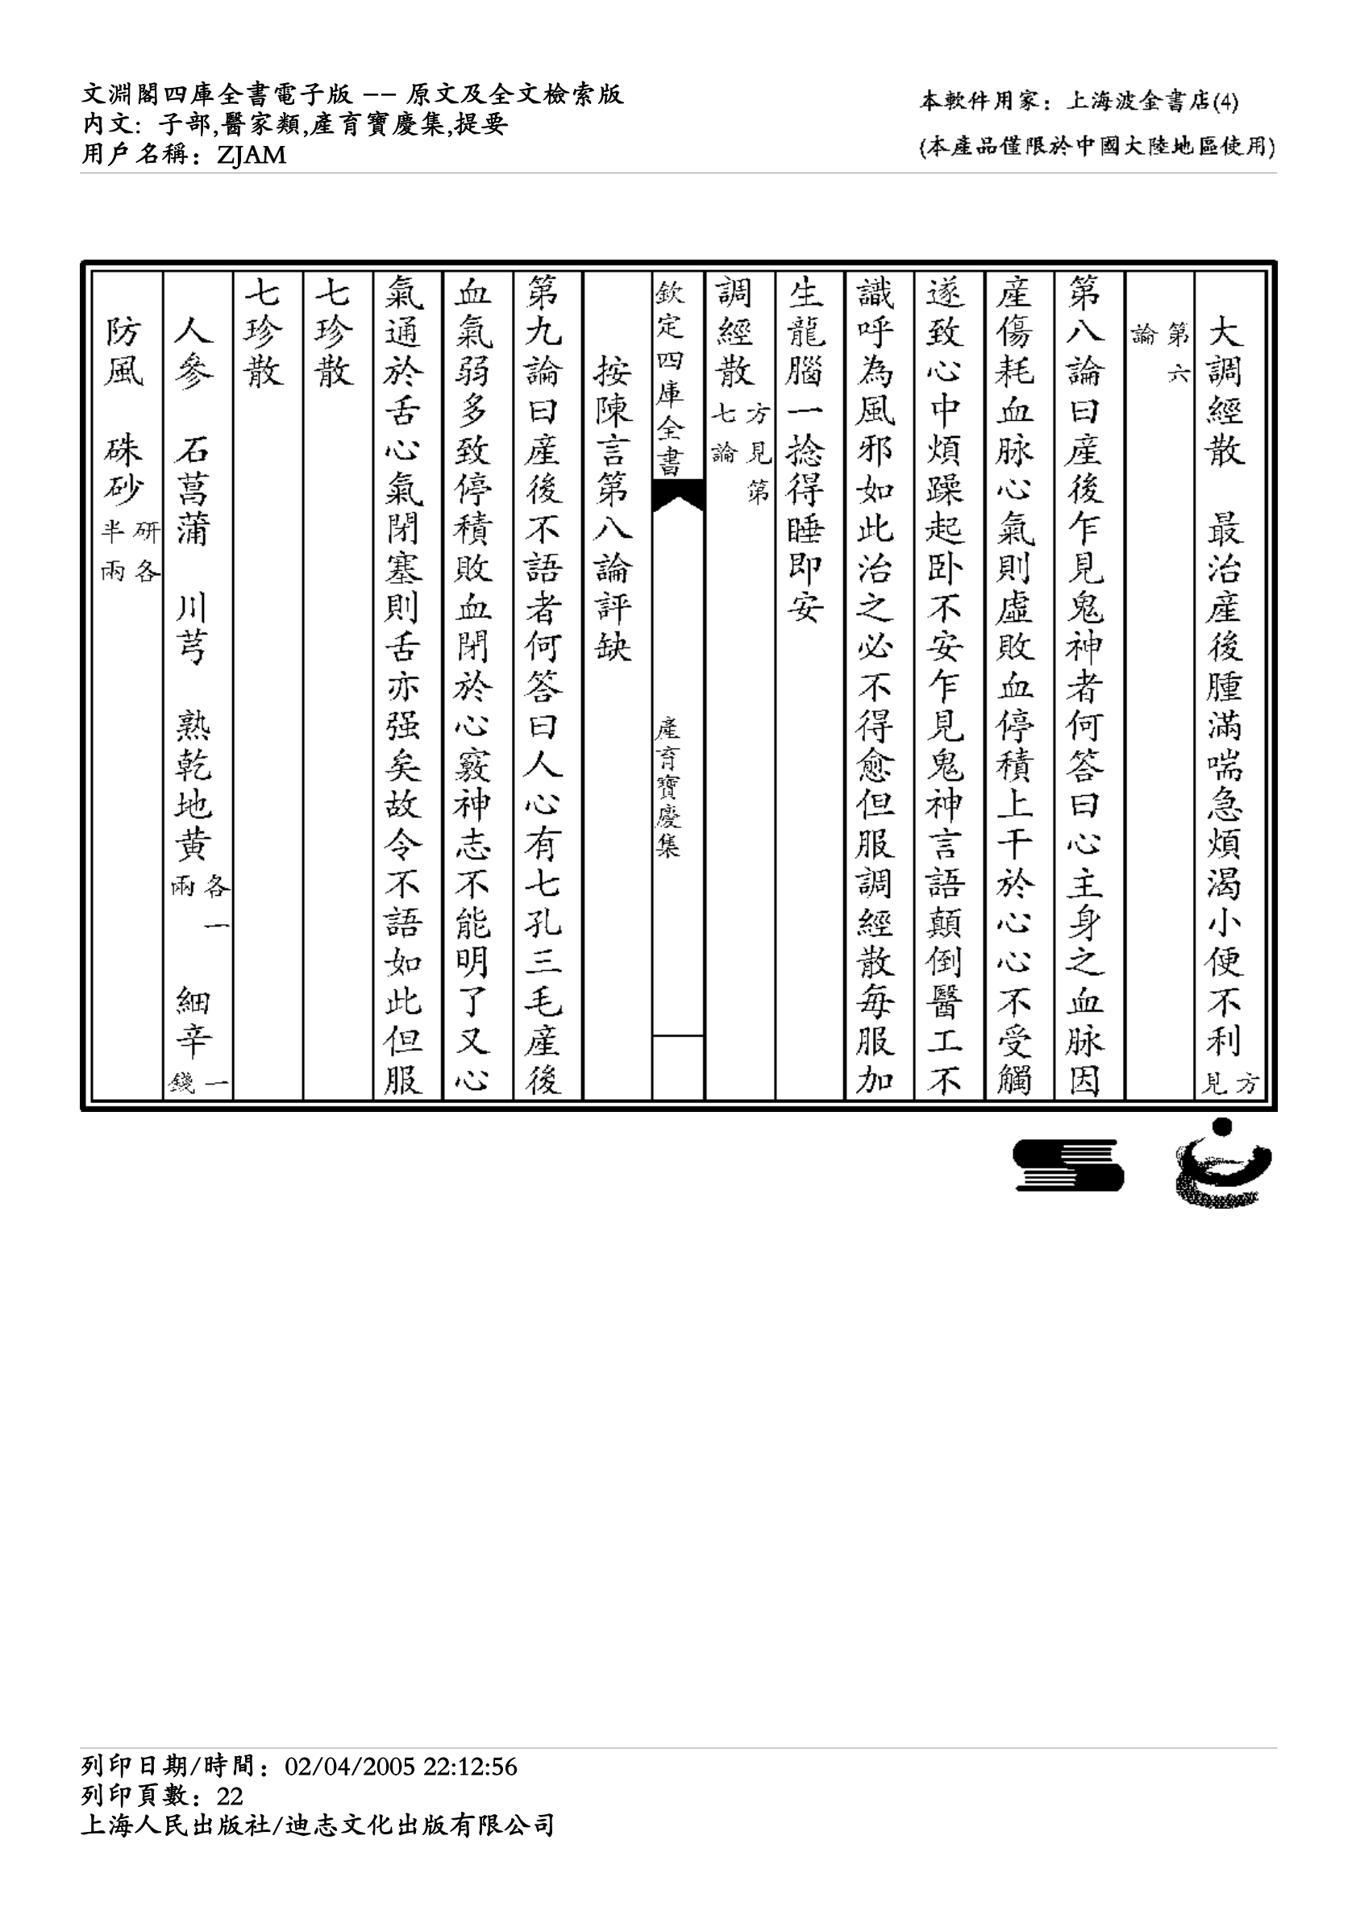 文淵閣四庫全書電子版 -- 原文及全文檢索版
内文: 子部,醫家類,產育寶慶集,提要
用戶名稱: ZJAM
本軟件用家: 上海波金書店(4)
(本產品僅限於中國大陸地區使用)
大調經散 最治產後腫滿喘急煩渴小便不利方見
第六論
第八論曰產後乍見鬼神者何答曰心主身之血脉因
產傷耗血脉心氣則虛敗血停積上干於心心不受觸
遂致心中煩躁起卧不安乍見鬼神言語顛倒醫工不
識呼為風邪如此治之必不得愈但服調經散每服加
生龍腦一捻得睡即安
調經散方見第七論
欽定四庫全書
產育寶慶集
按陳言第八論評缺
第九論曰產後不語者何答曰人心有七孔三毛產後
血氣弱多致停積敗血閉於心竅神志不能明了又心
氣通於舌心氣閉塞則舌亦强矣故令不語如此但服
七珍散
七珍散
人參 石菖蒲 川芎 熟乾地黄各一兩 細辛一錢
防風 硃砂研各半兩
列印日期/時間: 02/04/2005 22:12:56
列印頁數: 22
上海人民出版社/迪志文化出版有限公司